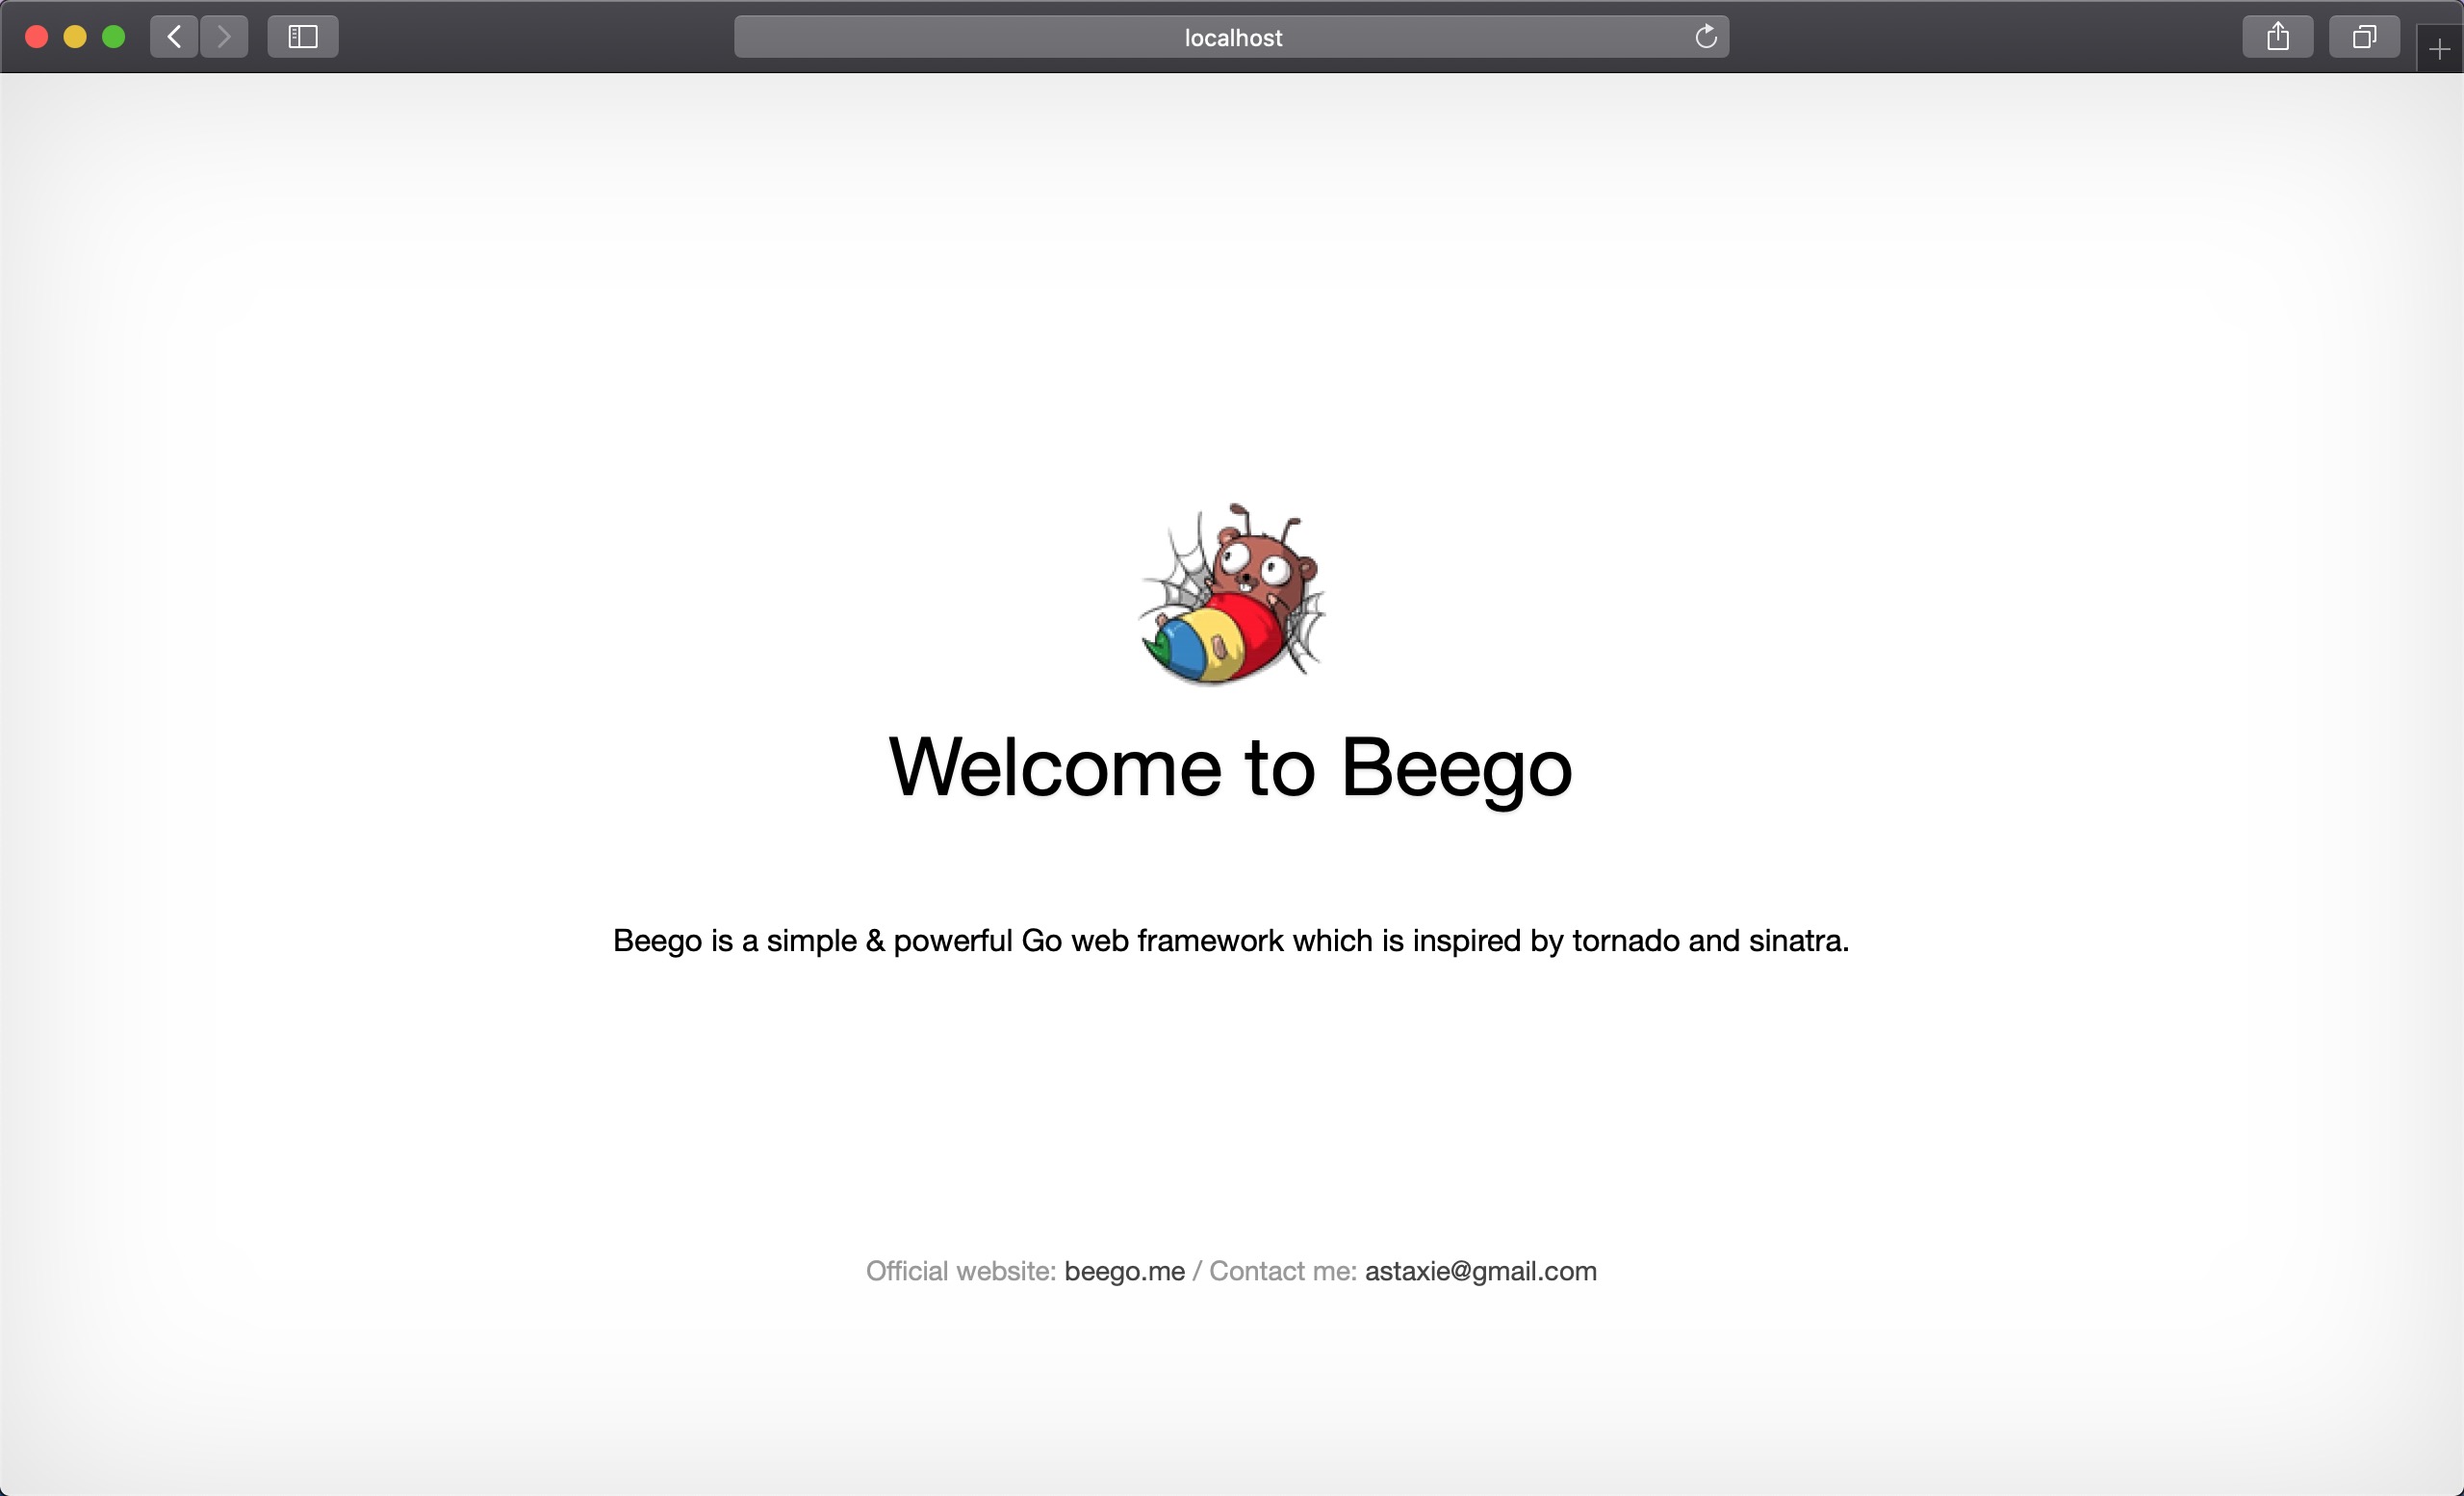 localhost
Welcome to Beego
Beego is a simple & powerful Go web framework which is inspired by tornado and sinatra.
Official website: beego.me / Contact me: astaxie@gmail.com